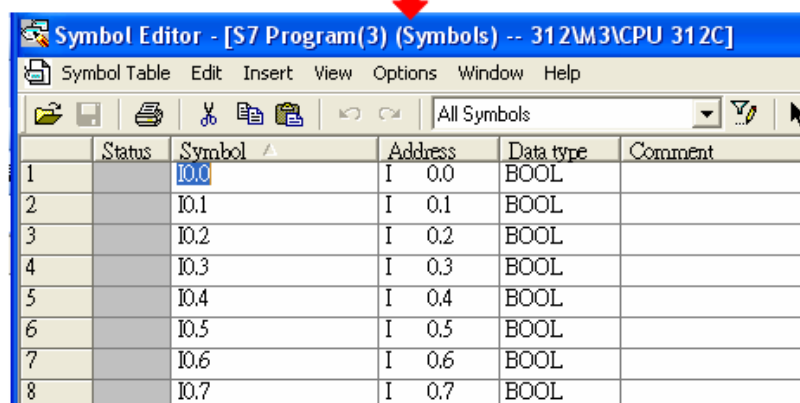 Symbol Editor - [S7 Program(3) (Symbols) -- 312\M3\CPU 312C]
Symbol Table Edit Insert View Options Window Help
All Symbols
Status Symbol Address Data type Comment
1 I0.0 I 0.0 BOOL
2 I0.1 I 0.1 BOOL
3 I0.2 I 0.2 BOOL
4 I0.3 I 0.3 BOOL
5 I0.4 I 0.4 BOOL
6 I0.5 I 0.5 BOOL
7 I0.6 I 0.6 BOOL
8 I0.7 I 0.7 BOOL